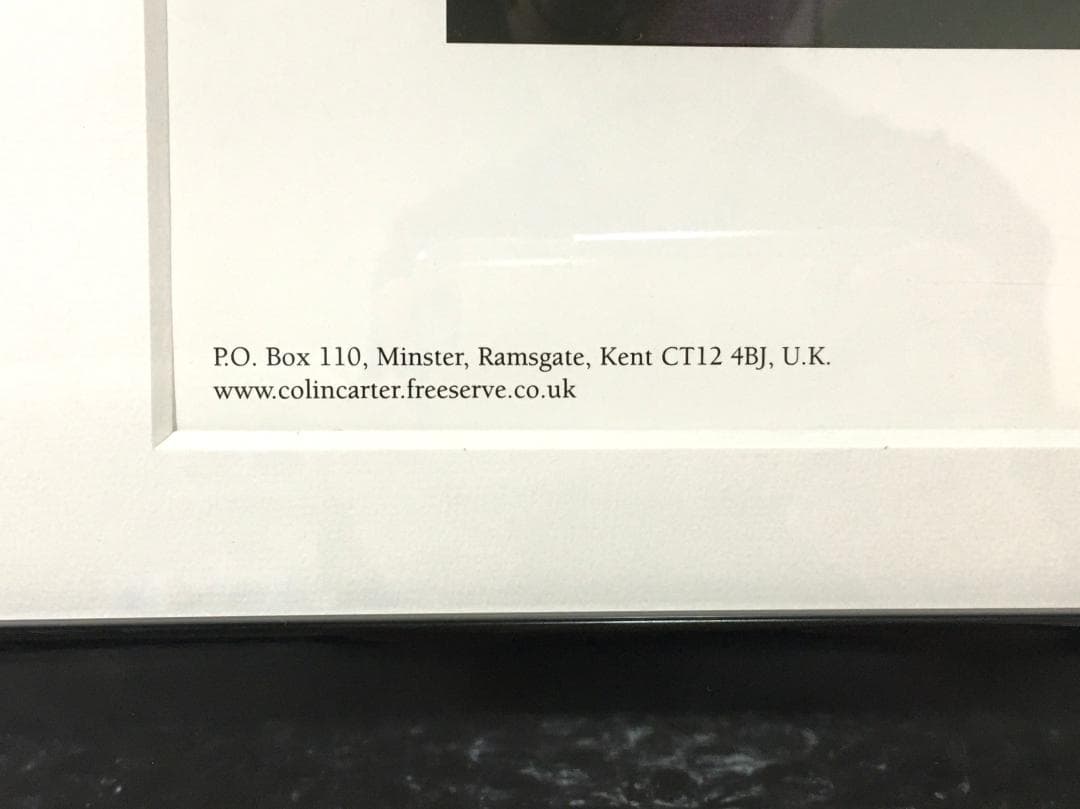 P.O. Box 110, Minster, Ramsgate, Kent CT12 4BJ, U.K.
www.colincarter.freeserve.co.uk